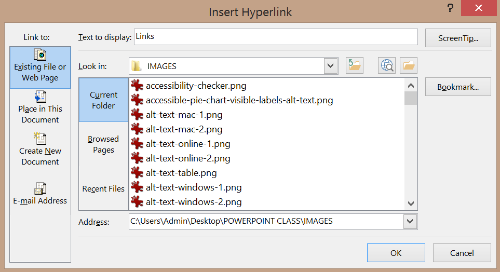 Insert Hyperlink
Link to:
Text to display: Links
ScreenTip...
Existing File or
Web Page
Look in: IMAGES
Bookmark...
Place in This
Document
Create New
Document
E-mail Address
Current
Folder
Browsed
Pages
Recent Files
accessibility-checker.png
accessible-pie-chart-visible-labels-alt-text.png
alt-text-mac-1.png
alt-text-mac-2.png
alt-text-online-1.png
alt-text-online-2.png
alt-text-table.png
alt-text-windows-1.png
alt-text-windows-2.png
Address: C:\Users\Admin\Desktop\POWERPOINT CLASS\IMAGES
OK
Cancel